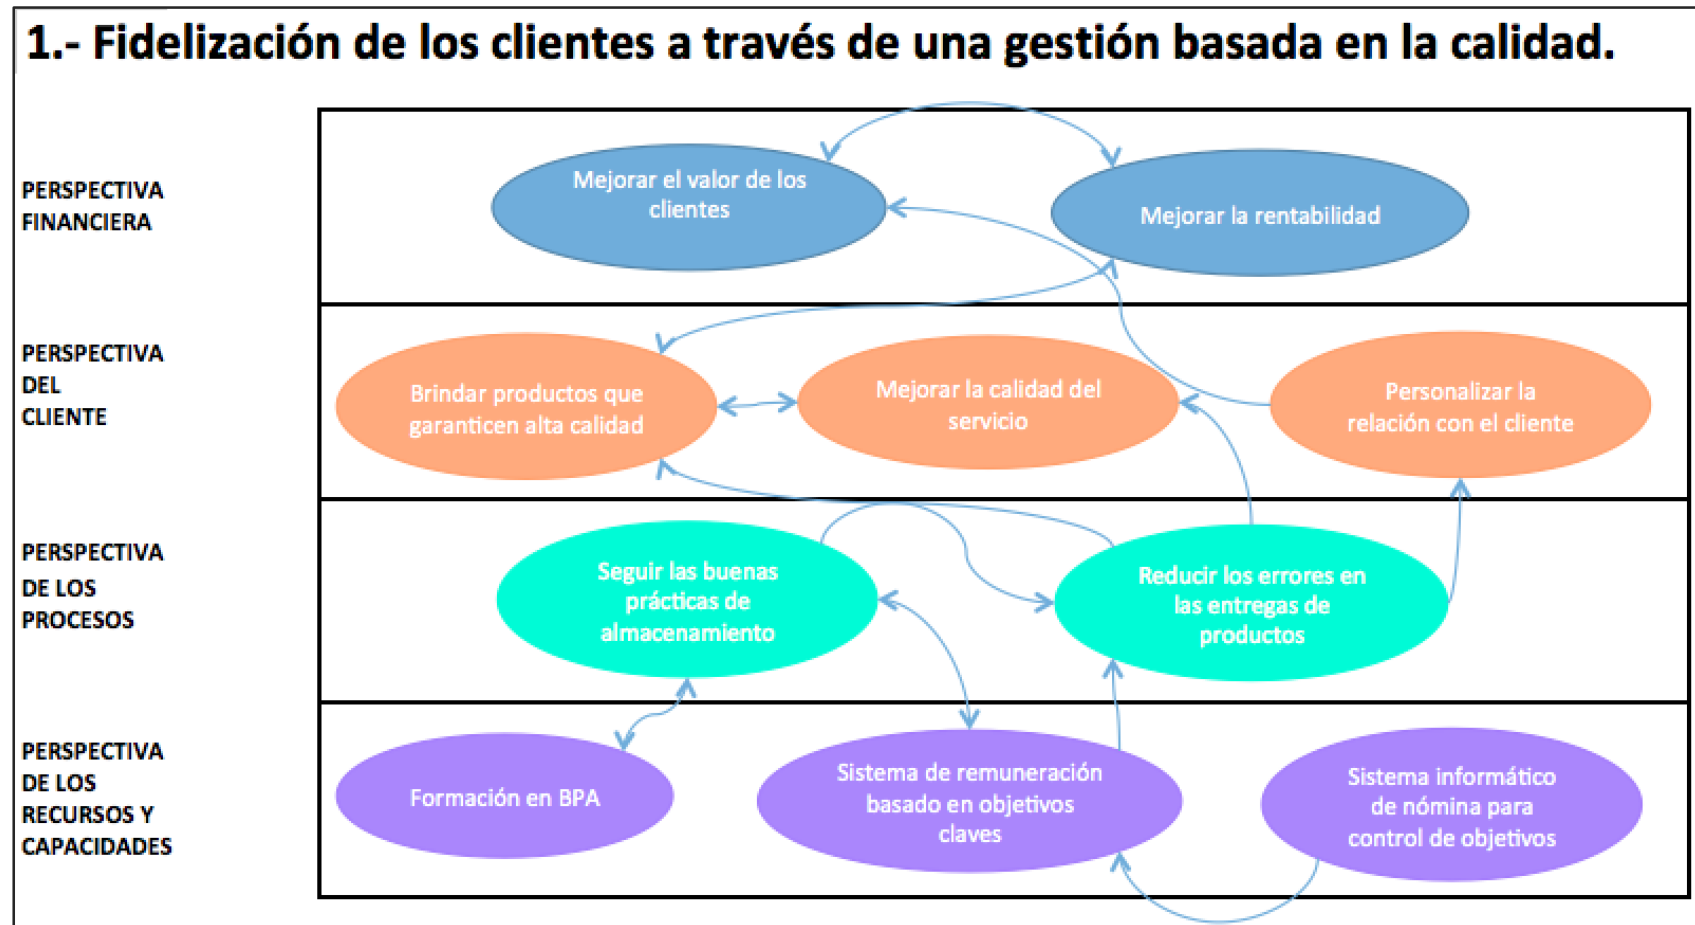 1.- Fidelización de los clientes a través de una gestión basada en la calidad.
PERSPECTIVA
FINANCIERA
Mejorar el valor de los
clientes
Mejorar la rentabilidad
PERSPECTIVA
DEL
CLIENTE
Brindar productos que
garanticen alta calidad
Mejorar la calidad del
servicio
Personalizar la
relación con el cliente
PERSPECTIVA
DE LOS
PROCESOS
Seguir las buenas
prácticas de
almacenamiento
Reducir los errores en
las entregas de
productos
PERSPECTIVA
DE LOS
RECURSOS Y
CAPACIDADES
Formación en BPA
Sistema de remuneración
basado en objetivos
claves
Sistema informático
de nómina para
control de objetivos